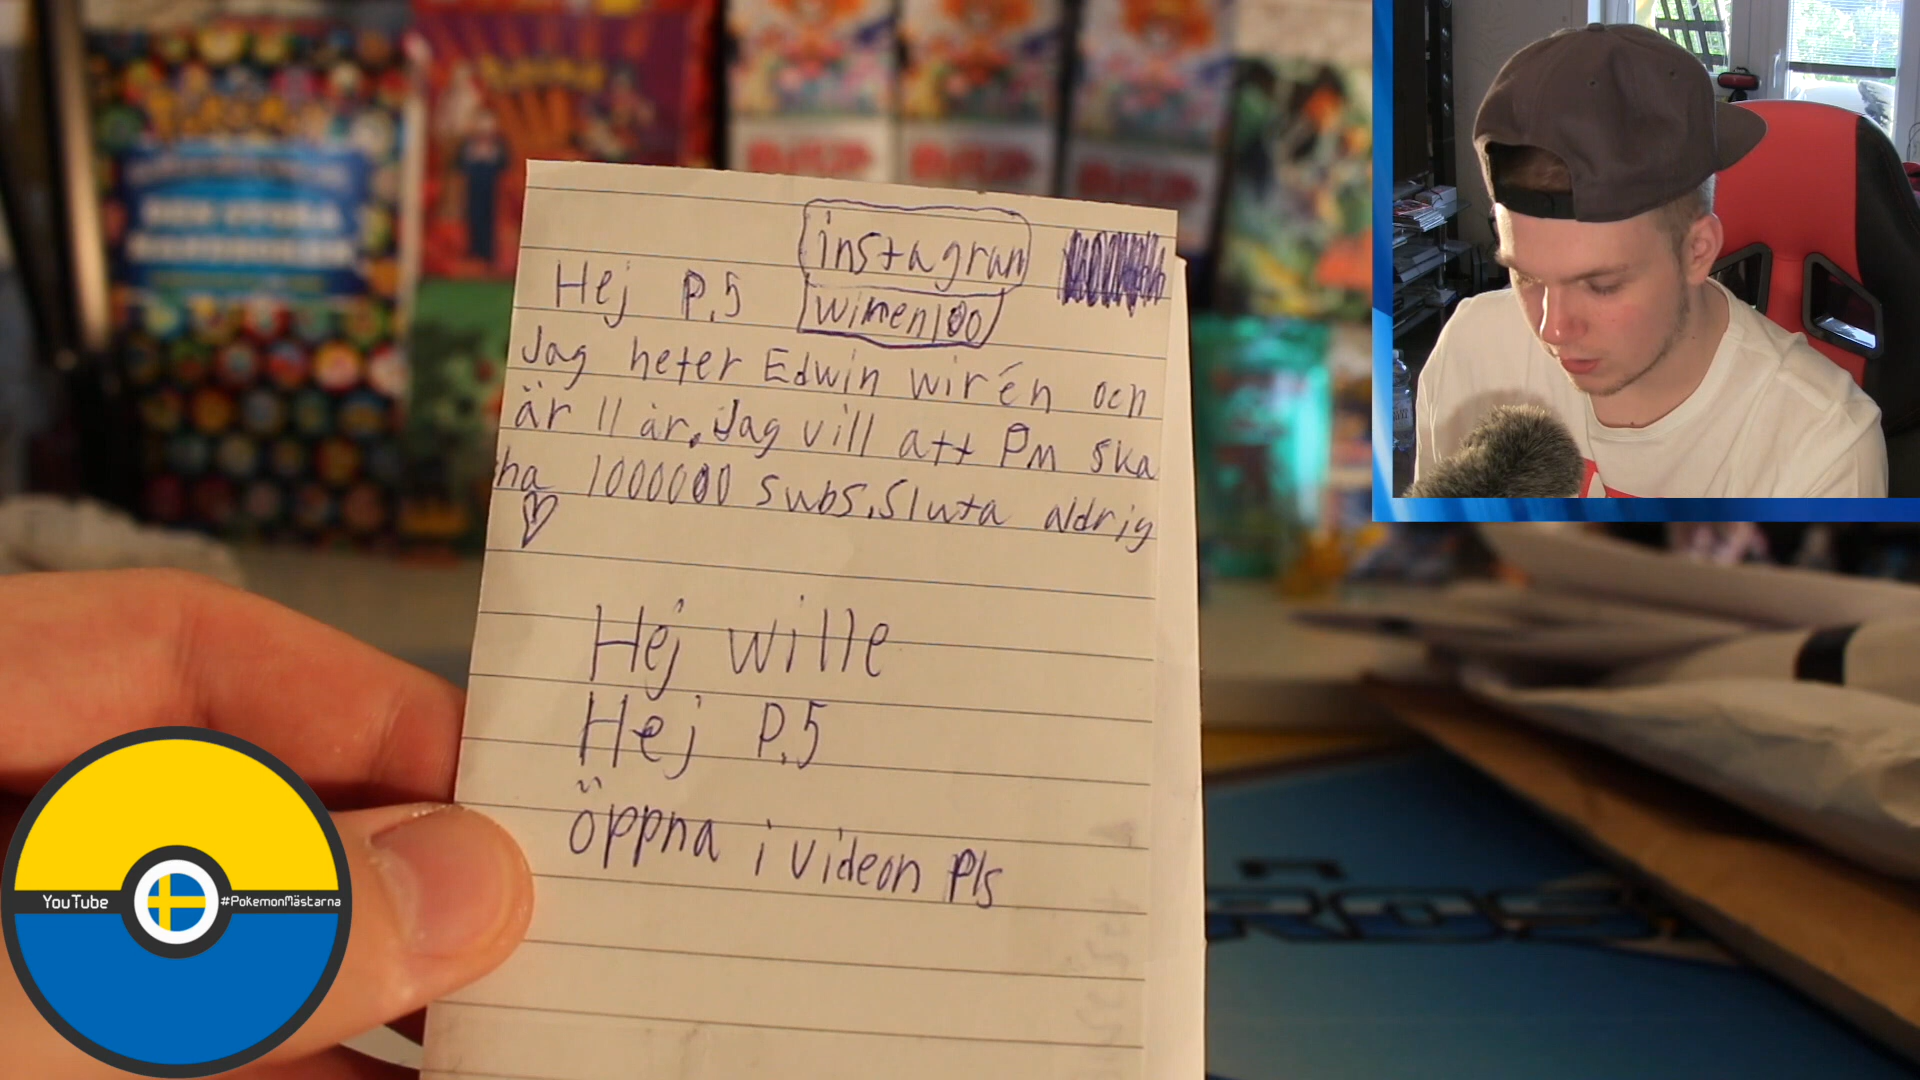 instagram
wiren100
Hej P.5
Jag heter Edwin wirén och
är 11 år. Jag vill att Pm ska
ha 1000000 subs. Sluta aldrig
♡
Hej wille
Hej P.5
öppna i videon Pls
YouTube #PokemonMästarna